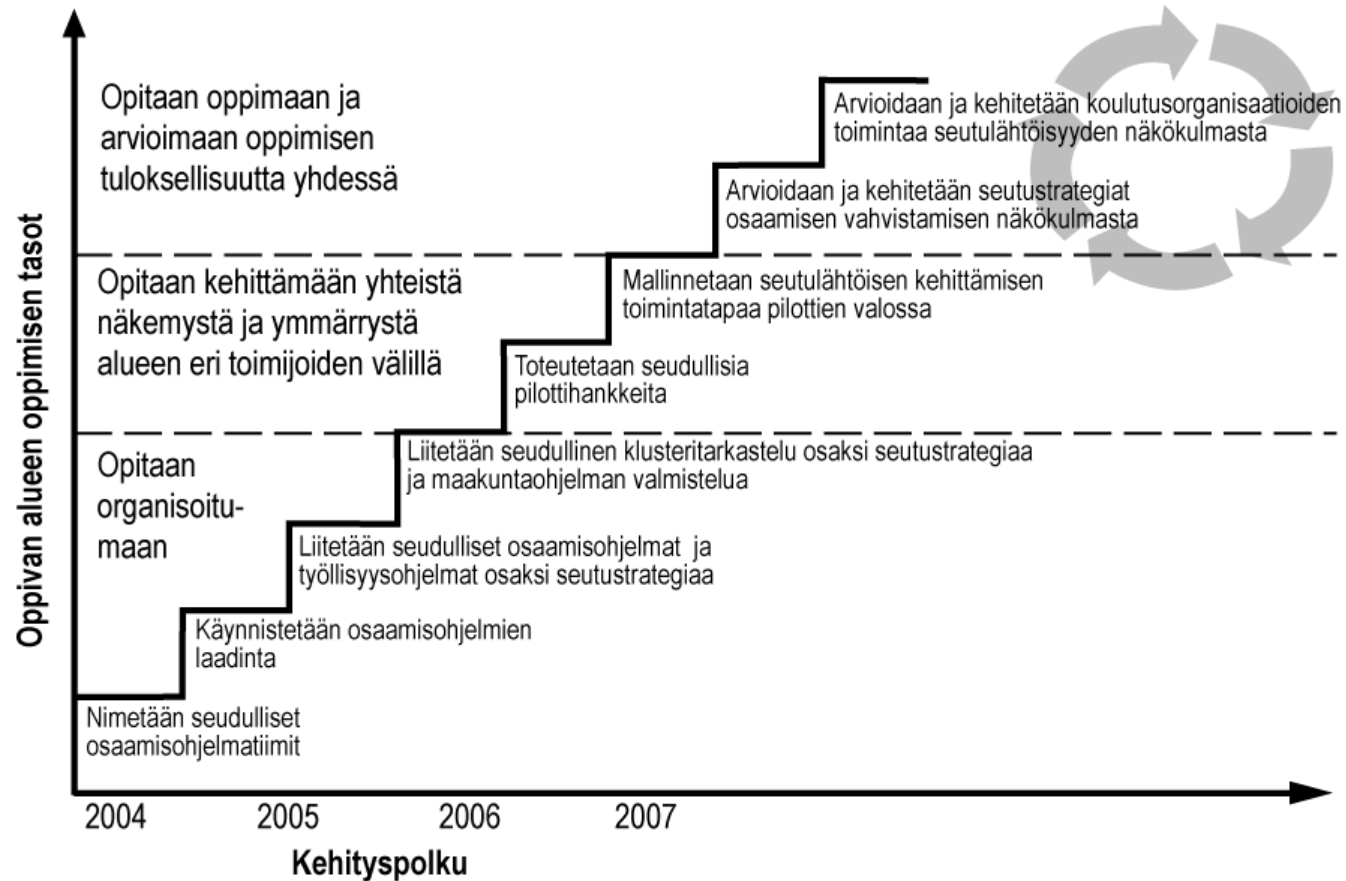 Opitaan oppimaan ja
arvioimaan oppimisen
tuloksellisuutta yhdessä
Arvioidaan ja kehitetään koulutusorganisaatioiden
toimintaa seutulähtöisyyden näkökulmasta
Arvioidaan ja kehitetään seutustrategiat
osaamisen vahvistamisen näkökulmasta
Opitaan kehittämään yhteistä
näkemystä ja ymmärrystä
alueen eri toimijoiden välillä
Mallinnetaan seutulähtöisen kehittämisen
toimintatapaa pilottien valossa
Toteutetaan seudullisia
pilottihankkeita
Opitaan
organisoitu-
maan
Liitetään seudullinen klusteritarkastelu osaksi seutustrategiaa
ja maakuntaohjelman valmistelua
Liitetään seudulliset osaamisohjelmat ja
työllisyysohjelmat osaksi seutustrategiaa
Käynnistetään osaamisohjelmien
laadinta
Nimetään seudulliset
osaamisohjelmatiimit
Oppivan alueen oppimisen tasot
2004 2005 2006 2007
Kehityspolku